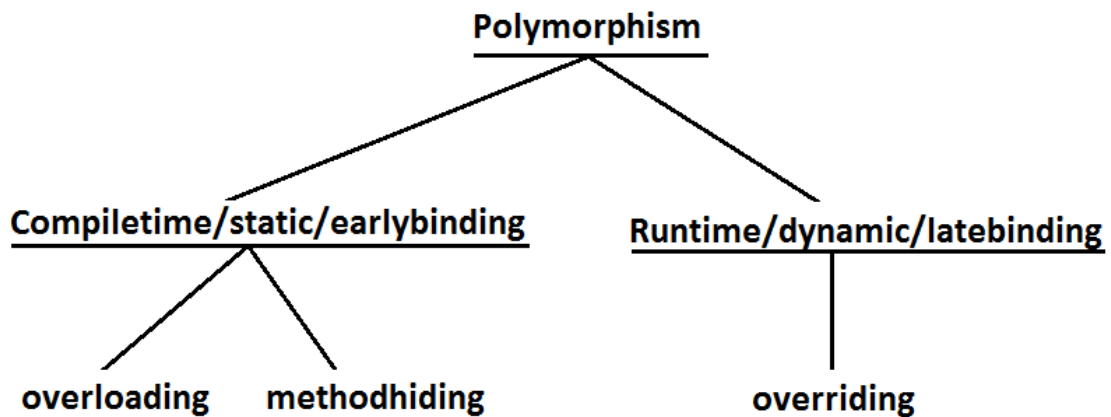 Polymorphism
Compiletime/static/earlybinding
Runtime/dynamic/latebinding
overloading
methodhiding
overriding